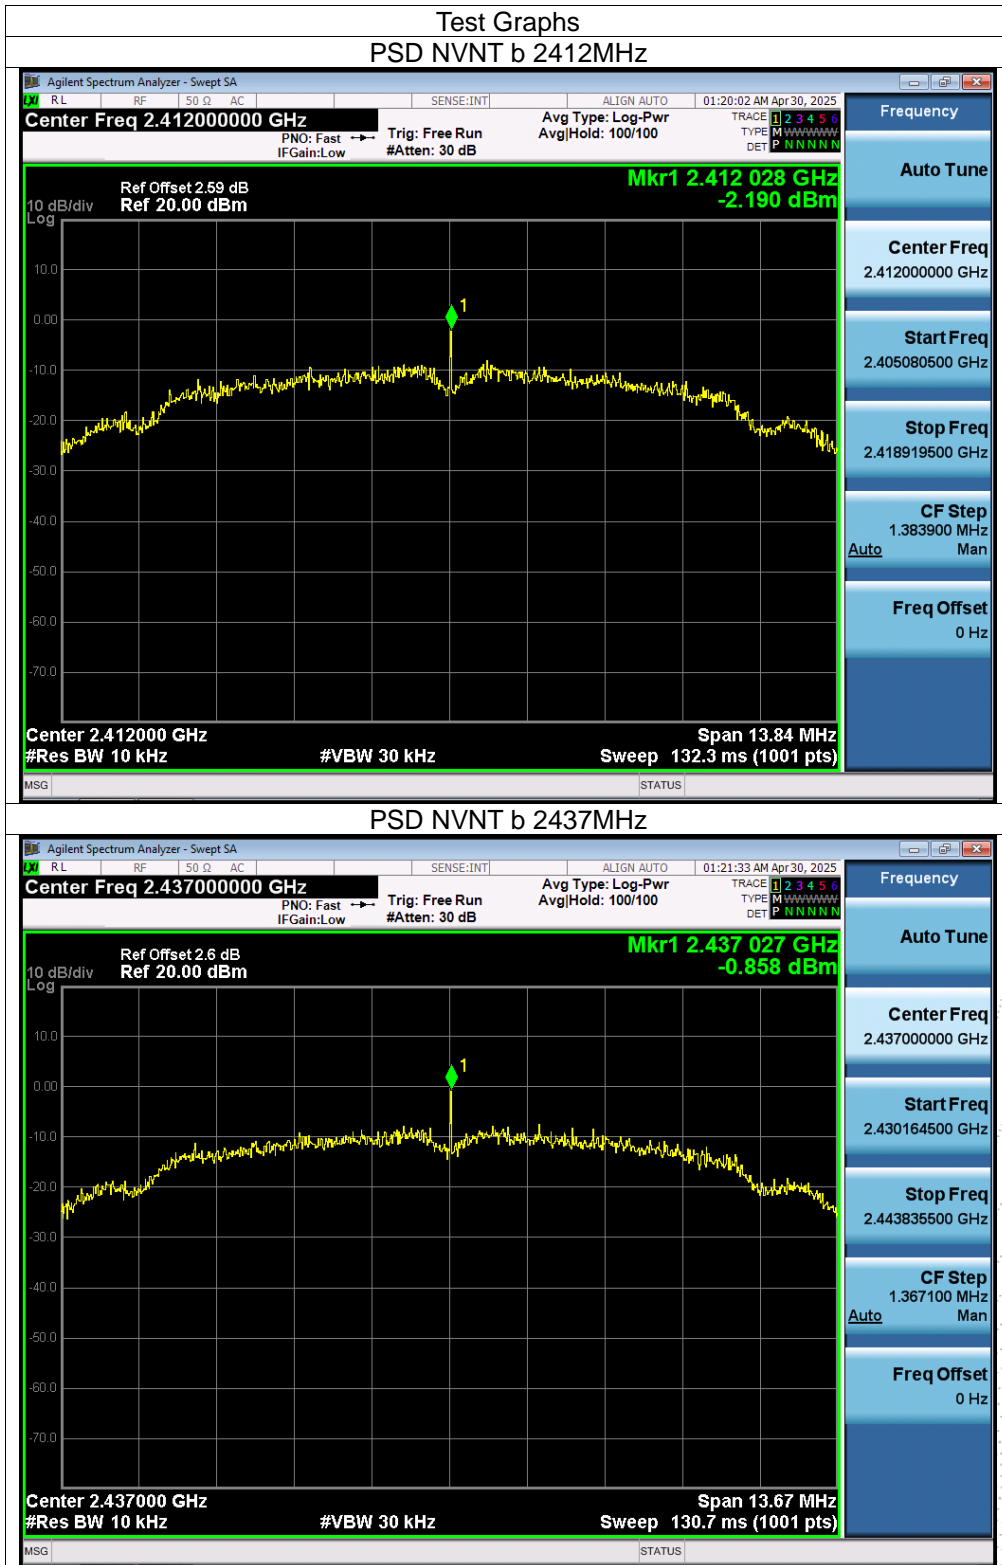 Test Graphs
PSD NVNT b 2412MHz
Agilent Spectrum Analyzer - Swept SA
LXI RL RF 50 Ω AC SENSE:INT ALIGN AUTO 01:20:02 AM Apr 30, 2025
Center Freq 2.412000000 GHz
PNO: Fast
IFGain:Low
Trig: Free Run
#Atten: 30 dB
Avg Type: Log-Pwr
Avg|Hold: 100/100
TRACE 1 2 3 4 5 6
TYPE M WWWWW
DET P N N N N N
Frequency
Auto Tune
Center Freq
2.412000000 GHz
Start Freq
2.405080500 GHz
Stop Freq
2.418919500 GHz
CF Step
1.383900 MHz
Auto Man
Freq Offset
0 Hz
Mkr1 2.412 028 GHz
-2.190 dBm
Ref Offset 2.59 dB
10 dB/div Ref 20.00 dBm
Log
10.0
1
0.00
-10.0
-20.0
-30.0
-40.0
-50.0
-60.0
-70.0
Center 2.412000 GHz Span 13.84 MHz
#Res BW 10 kHz #VBW 30 kHz Sweep 132.3 ms (1001 pts)
MSG STATUS
PSD NVNT b 2437MHz
Agilent Spectrum Analyzer - Swept SA
LXI RL RF 50 Ω AC SENSE:INT ALIGN AUTO 01:21:33 AM Apr 30, 2025
Center Freq 2.437000000 GHz
PNO: Fast
IFGain:Low
Trig: Free Run
#Atten: 30 dB
Avg Type: Log-Pwr
Avg|Hold: 100/100
TRACE 1 2 3 4 5 6
TYPE M WWWWW
DET P N N N N N
Frequency
Auto Tune
Center Freq
2.437000000 GHz
Start Freq
2.430164500 GHz
Stop Freq
2.443835500 GHz
CF Step
1.367100 MHz
Auto Man
Freq Offset
0 Hz
Mkr1 2.437 027 GHz
-0.858 dBm
Ref Offset 2.6 dB
10 dB/div Ref 20.00 dBm
Log
10.0
1
0.00
-10.0
-20.0
-30.0
-40.0
-50.0
-60.0
-70.0
Center 2.437000 GHz Span 13.67 MHz
#Res BW 10 kHz #VBW 30 kHz Sweep 130.7 ms (1001 pts)
MSG STATUS